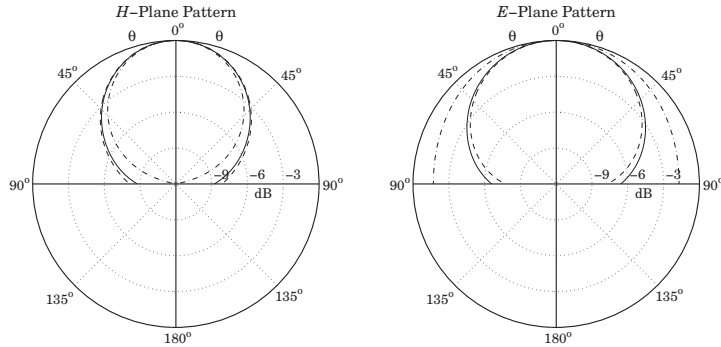 H–Plane Pattern
θ 0° θ
45° 45°
90° –9 –6 –3 90°
dB
135° 135°
180°
E–Plane Pattern
θ 0° θ
45° 45°
90° –9 –6 –3 90°
dB
135° 135°
180°